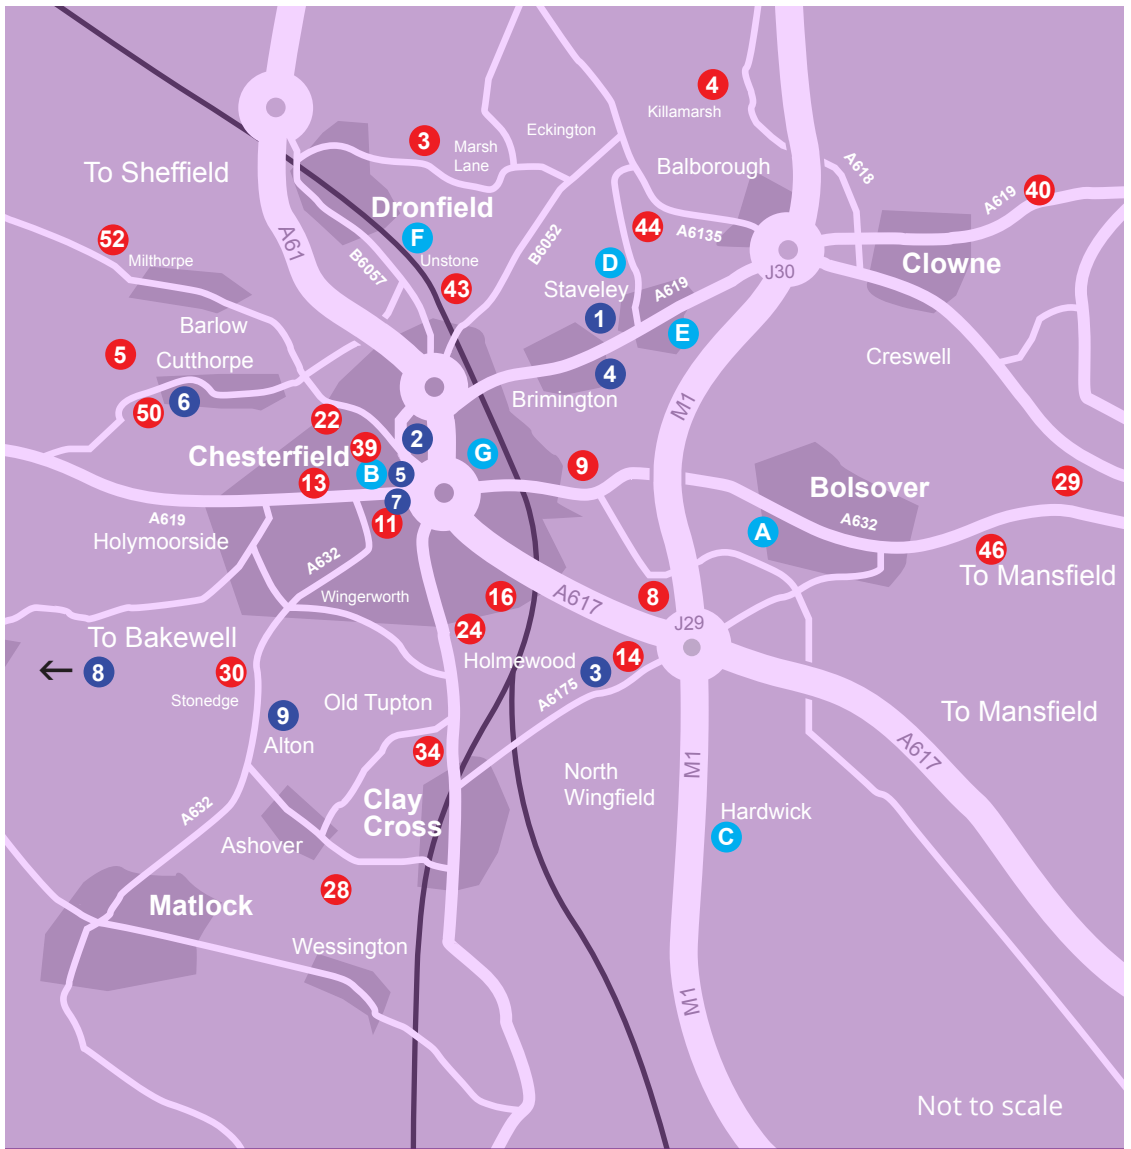 4
Killamarsh
3
Marsh
Lane
Eckington
To Sheffield
Balborough
A618
A619
40
Dronfield
F
Unstone
52
Milthorpe
A61
B6057
B6052
44
A6135
D
Staveley
A619
J30
Clowne
43
1
E
Barlow
5
Cutthorpe
4
Brimington
Creswell
M1
50
6
22
2
39
G
Chesterfield
B
5
9
13
7
11
Bolsover
29
A632
A
46
To Mansfield
A619
Holymoorside
A632
Wingerworth
16
A617
8
24
J29
To Bakewell
← 8
30
Stonedge
Holmewood
3
14
A6175
9
Alton
Old Tupton
To Mansfield
34
A617
M1
North
Wingfield
Clay
Cross
Hardwick
C
A632
Ashover
28
Matlock
Wessington
M1
Not to scale